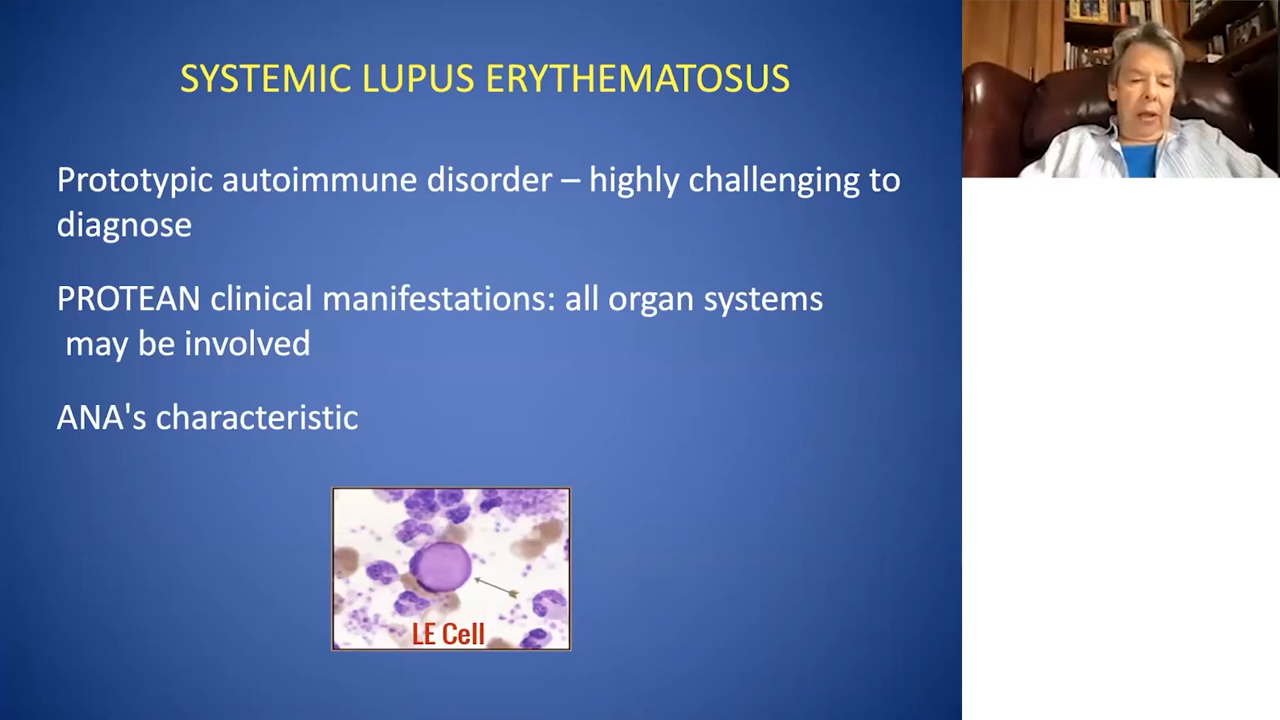 SYSTEMIC LUPUS ERYTHEMATOSUS
Prototypic autoimmune disorder – highly challenging to
diagnose
PROTEAN clinical manifestations: all organ systems
may be involved
ANA's characteristic
LE Cell